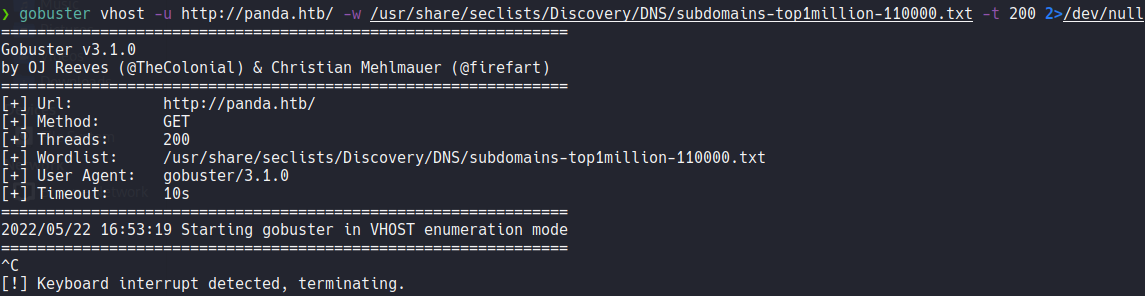 ❯ gobuster vhost -u http://panda.htb/ -w /usr/share/seclists/Discovery/DNS/subdomains-top1million-110000.txt -t 200 2>/dev/null
===============================================================
Gobuster v3.1.0
by OJ Reeves (@TheColonial) & Christian Mehlmauer (@firefart)
===============================================================
[+] Url:          http://panda.htb/
[+] Method:       GET
[+] Threads:      200
[+] Wordlist:     /usr/share/seclists/Discovery/DNS/subdomains-top1million-110000.txt
[+] User Agent:   gobuster/3.1.0
[+] Timeout:      10s
===============================================================
2022/05/22 16:53:19 Starting gobuster in VHOST enumeration mode
===============================================================
^C
[!] Keyboard interrupt detected, terminating.